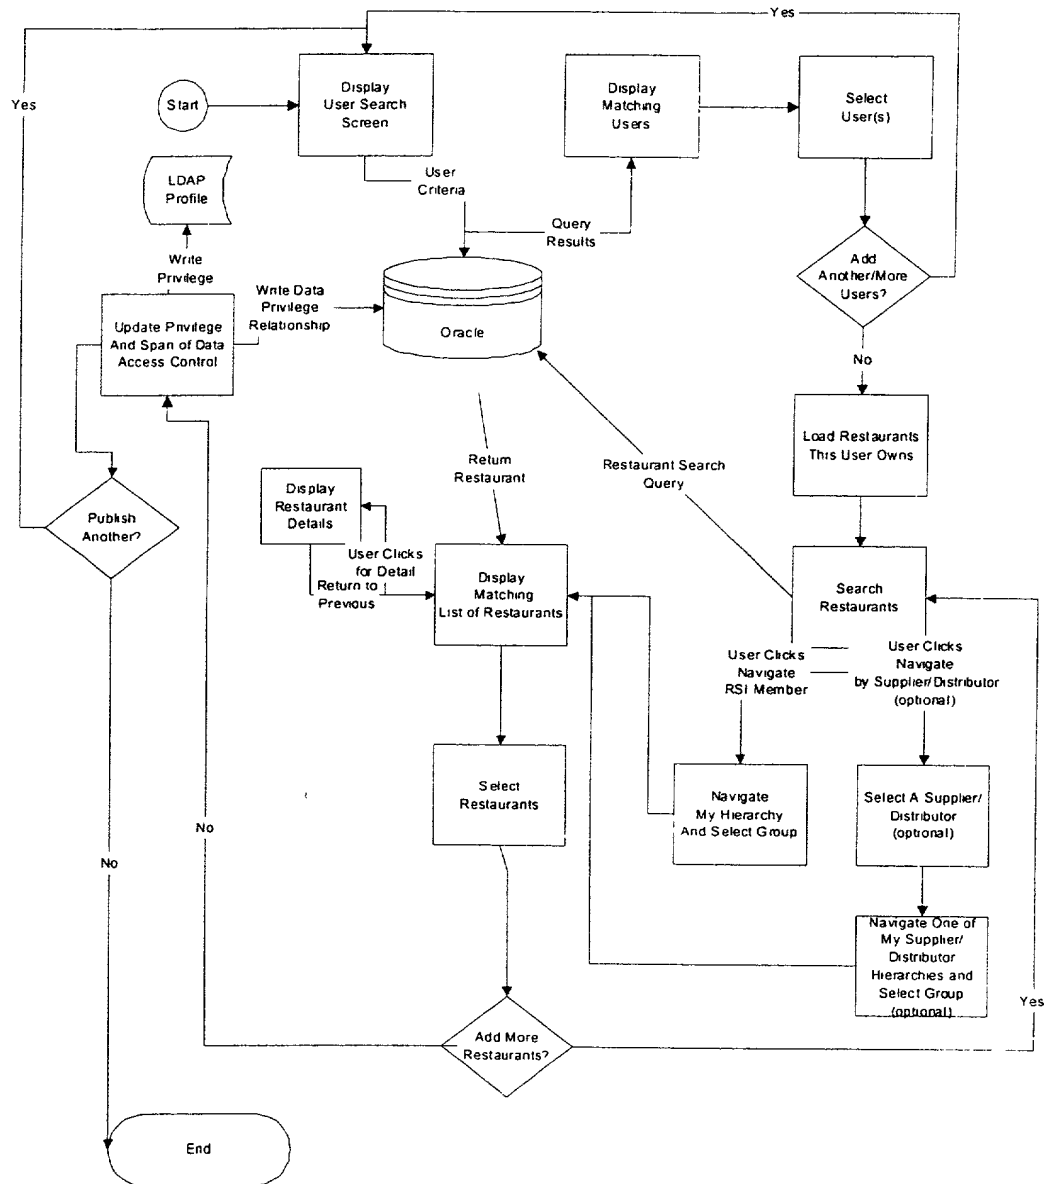 Yes
Yes
Start
Display
User Search
Screen
Display
Matching
Users
Select
User(s)
LDAP
Profile
User
Criteria
Query
Results
Write
Privilege
Write Data
Privilege
Relationship
Add
Another/More
Users?
Update Privilege
And Span of Data
Access Control
Oracle
No
Load Restaurants
This User Owns
Return
Restaurant
Restaurant Search
Query
Display
Restaurant
Details
Publish
Another?
User Clicks
for Detail
Return to
Previous
Display
Matching
List of Restaurants
Search
Restaurants
User Clicks
Navigate
RSI Member
User Clicks
Navigate
by Supplier/Distributor
(optional)
Select
Restaurants
Navigate
My Hierarchy
And Select Group
Select A Supplier/
Distributor
(optional)
No
No
Navigate One of
My Supplier/
Distributor
Hierarchies and
Select Group
(optional)
Yes
Add More
Restaurants?
End